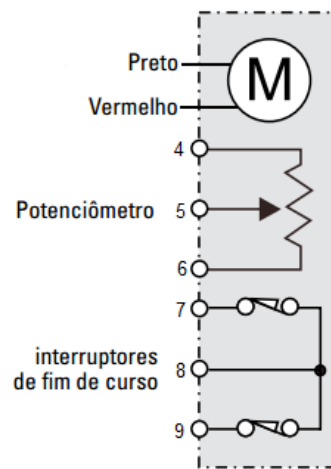 Preto
M
Vermelho
4
Potenciômetro 5
6
7
interruptores
de fim de curso
8
9